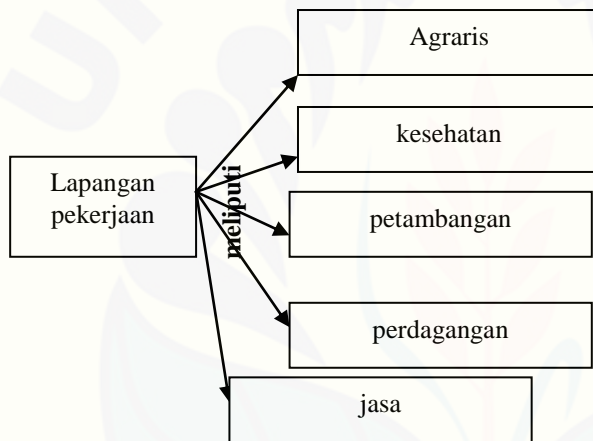 Agraris
kesehatan
Lapangan
pekerjaan
meliputi
petambangan
perdagangan
jasa